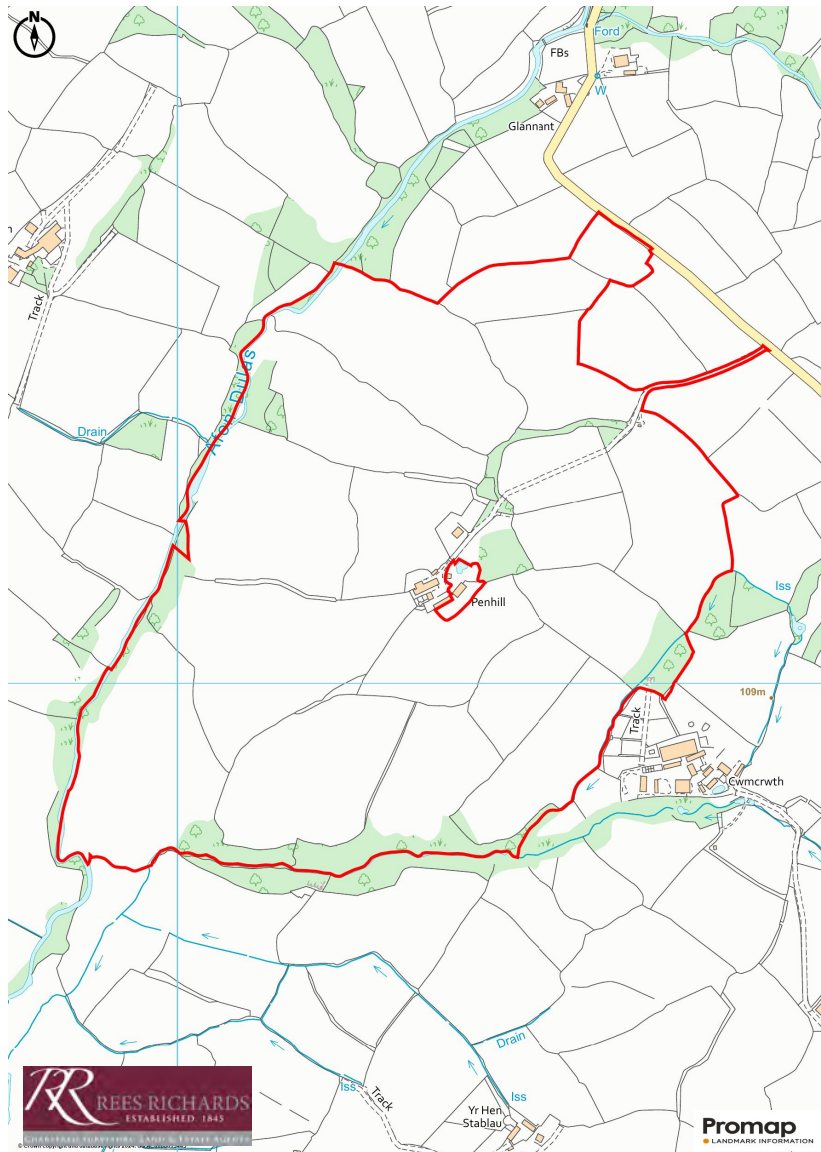 N
Ford
FBs
W
Glannant
Track
Afon Dulas
Drain
Penhill
Iss
109m
Track
Cwmcrwth
Drain
Iss
Iss
Track
Yr Hen
Stablau
RR REES RICHARDS
ESTABLISHED 1845
CHARTERED SURVEYORS LAND & ESTATE AGENTS
Promap
LANDMARK INFORMATION